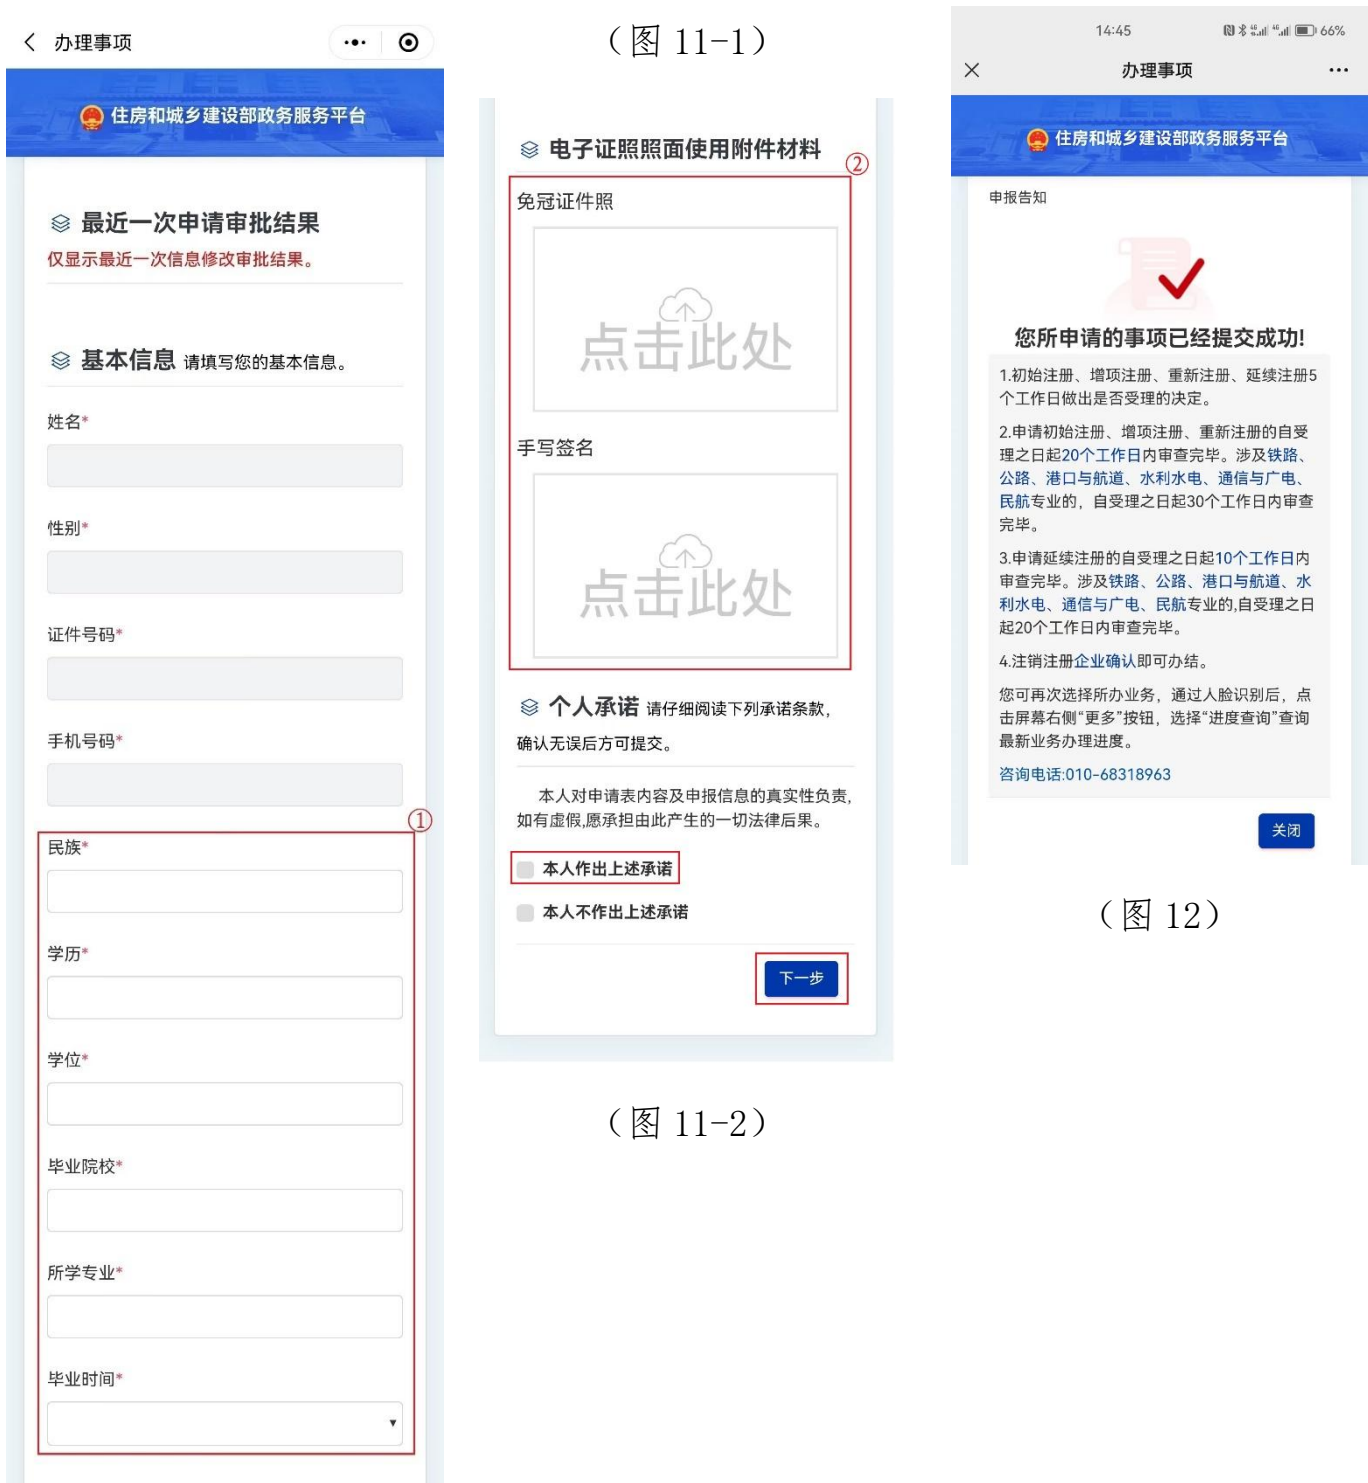 办理事项
住房和城乡建设部政务服务平台
最近一次申请审批结果
仅显示最近一次信息修改审批结果。
基本信息 请填写您的基本信息。
姓名*
性别*
证件号码*
手机号码*
①
民族*
学历*
学位*
毕业院校*
所学专业*
毕业时间*
（图 11-1）
电子证照照面使用附件材料
②
免冠证件照
点击此处
手写签名
点击此处
个人承诺 请仔细阅读下列承诺条款，
确认无误后方可提交。
本人对申请表内容及申报信息的真实性负责,
如有虚假,愿承担由此产生的一切法律后果。
本人作出上述承诺
本人不作出上述承诺
下一步
（图 11-2）
14:45
66%
办理事项
住房和城乡建设部政务服务平台
申报告知
您所申请的事项已经提交成功!
1.初始注册、增项注册、重新注册、延续注册5
个工作日做出是否受理的决定。
2.申请初始注册、增项注册、重新注册的自受
理之日起20个工作日内审查完毕。涉及铁路、
公路、港口与航道、水利水电、通信与广电、
民航专业的，自受理之日起30个工作日内审查
完毕。
3.申请延续注册的自受理之日起10个工作日内
审查完毕。涉及铁路、公路、港口与航道、水
利水电、通信与广电、民航专业的,自受理之日
起20个工作日内审查完毕。
4.注销注册企业确认即可办结。
您可再次选择所办业务，通过人脸识别后，点
击屏幕右侧“更多”按钮，选择“进度查询”查询
最新业务办理进度。
咨询电话:010-68318963
关闭
（图 12）